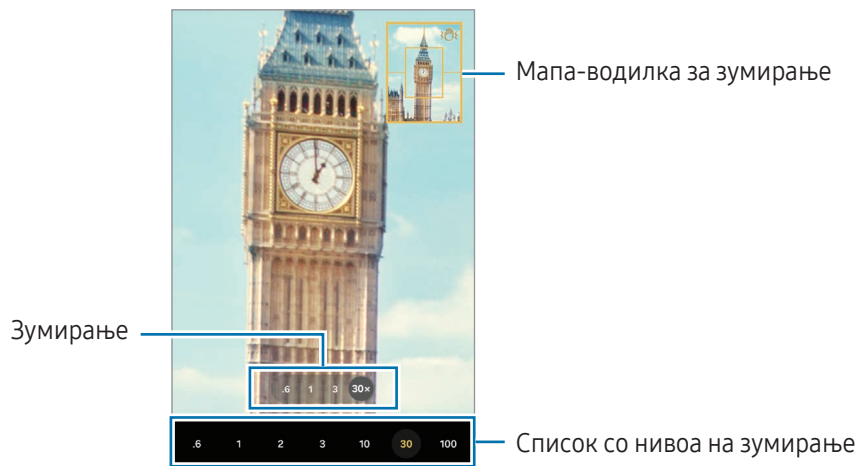 Мапа-водилка за зумирање
Зумирање
.6 1 3 30×
.6 1 2 3 10 30 100
Список со нивоа на зумирање